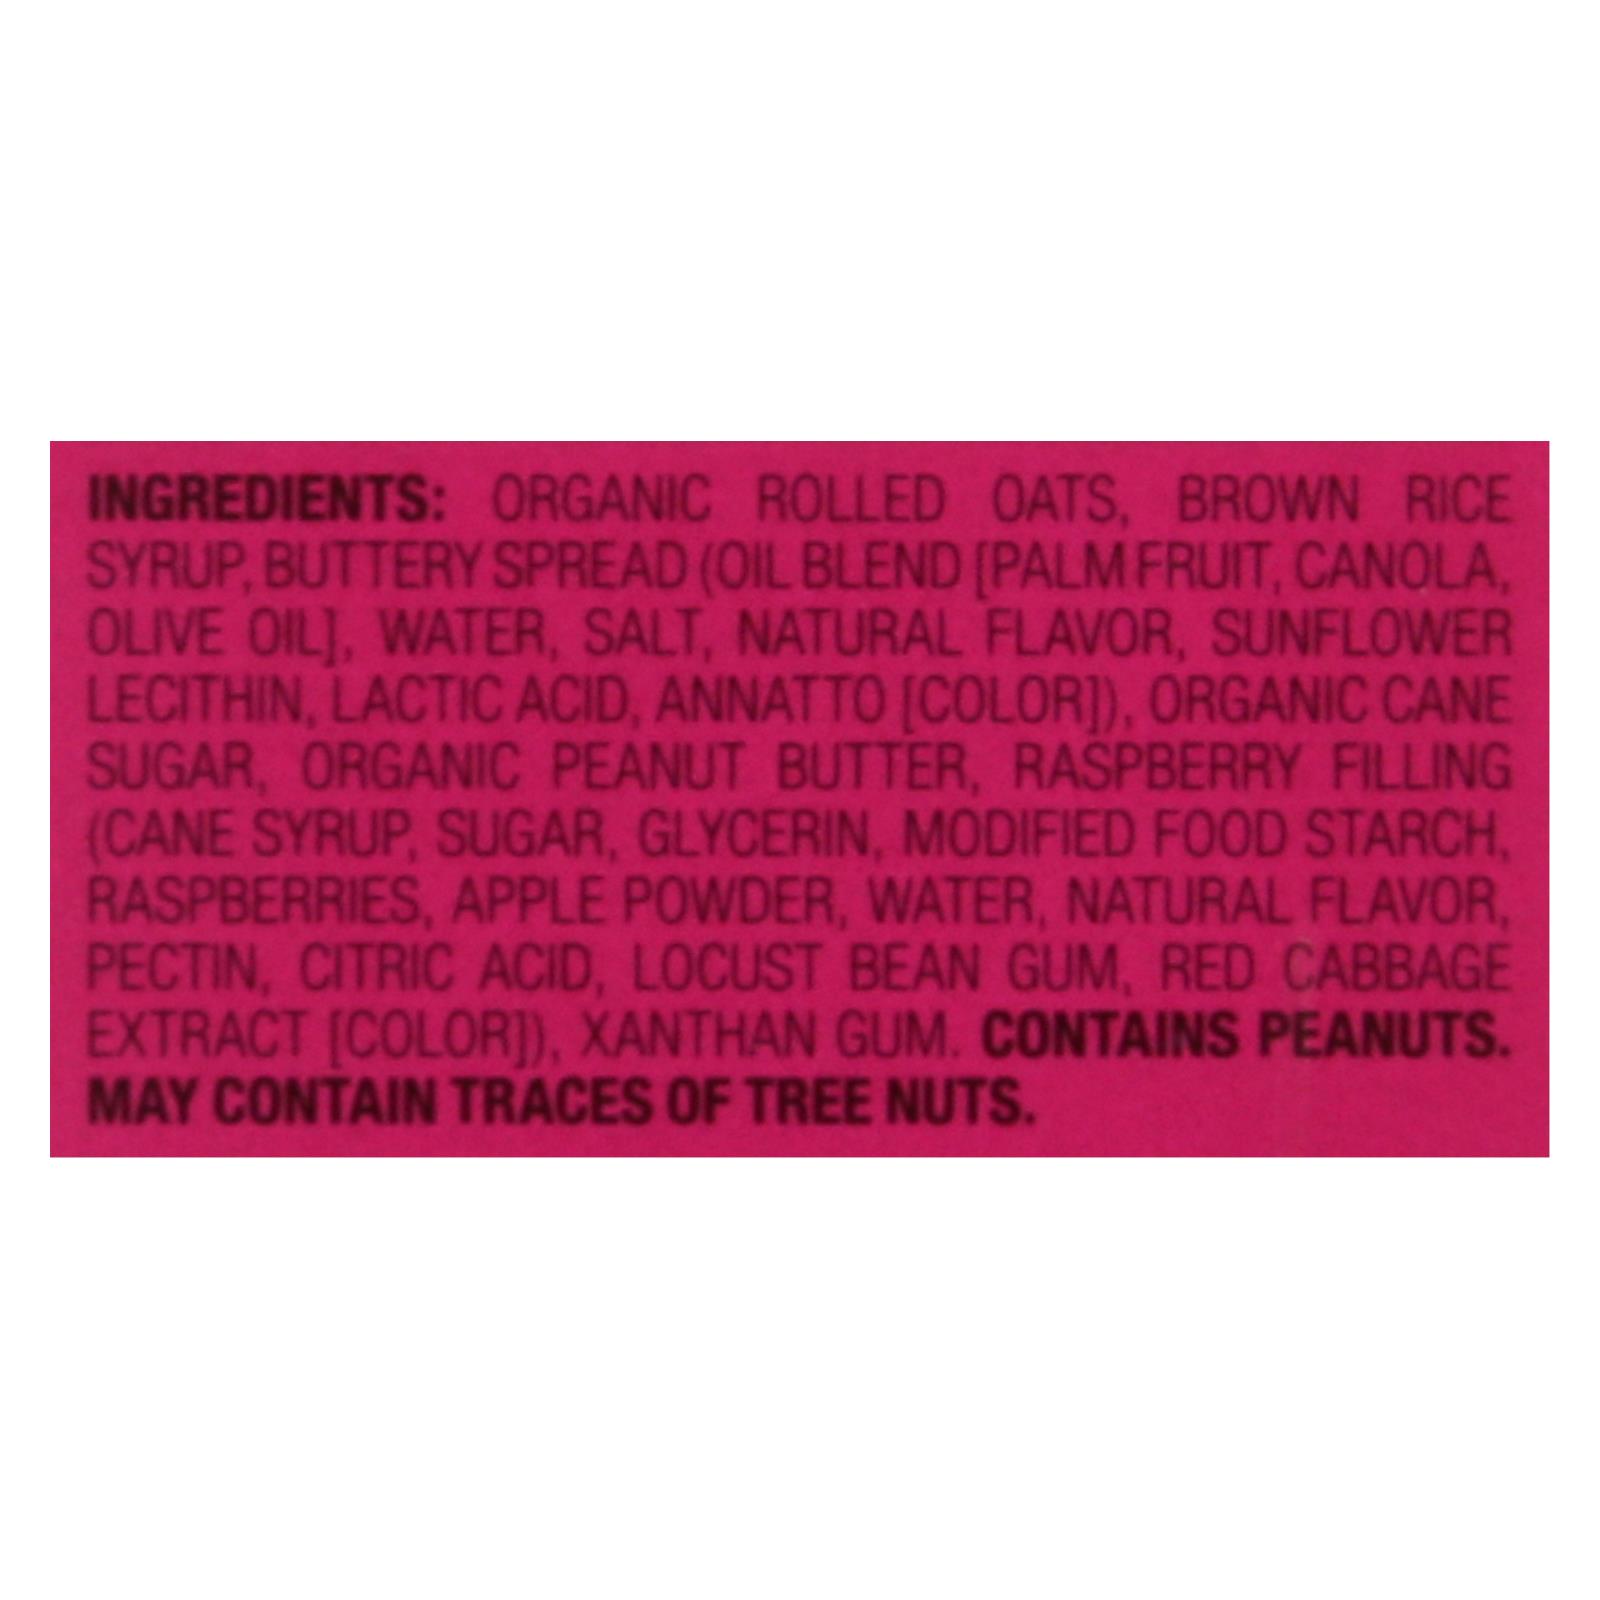 INGREDIENTS: ORGANIC ROLLED OATS, BROWN RICE
SYRUP, BUTTERY SPREAD (OIL BLEND [PALM FRUIT, CANOLA,
OLIVE OIL], WATER, SALT, NATURAL FLAVOR, SUNFLOWER
LECITHIN, LACTIC ACID, ANNATTO [COLOR]), ORGANIC CANE
SUGAR, ORGANIC PEANUT BUTTER, RASPBERRY FILLING
(CANE SYRUP, SUGAR, GLYCERIN, MODIFIED FOOD STARCH,
RASPBERRIES, APPLE POWDER, WATER, NATURAL FLAVOR,
PECTIN, CITRIC ACID, LOCUST BEAN GUM, RED CABBAGE
EXTRACT [COLOR]), XANTHAN GUM. CONTAINS PEANUTS.
MAY CONTAIN TRACES OF TREE NUTS.